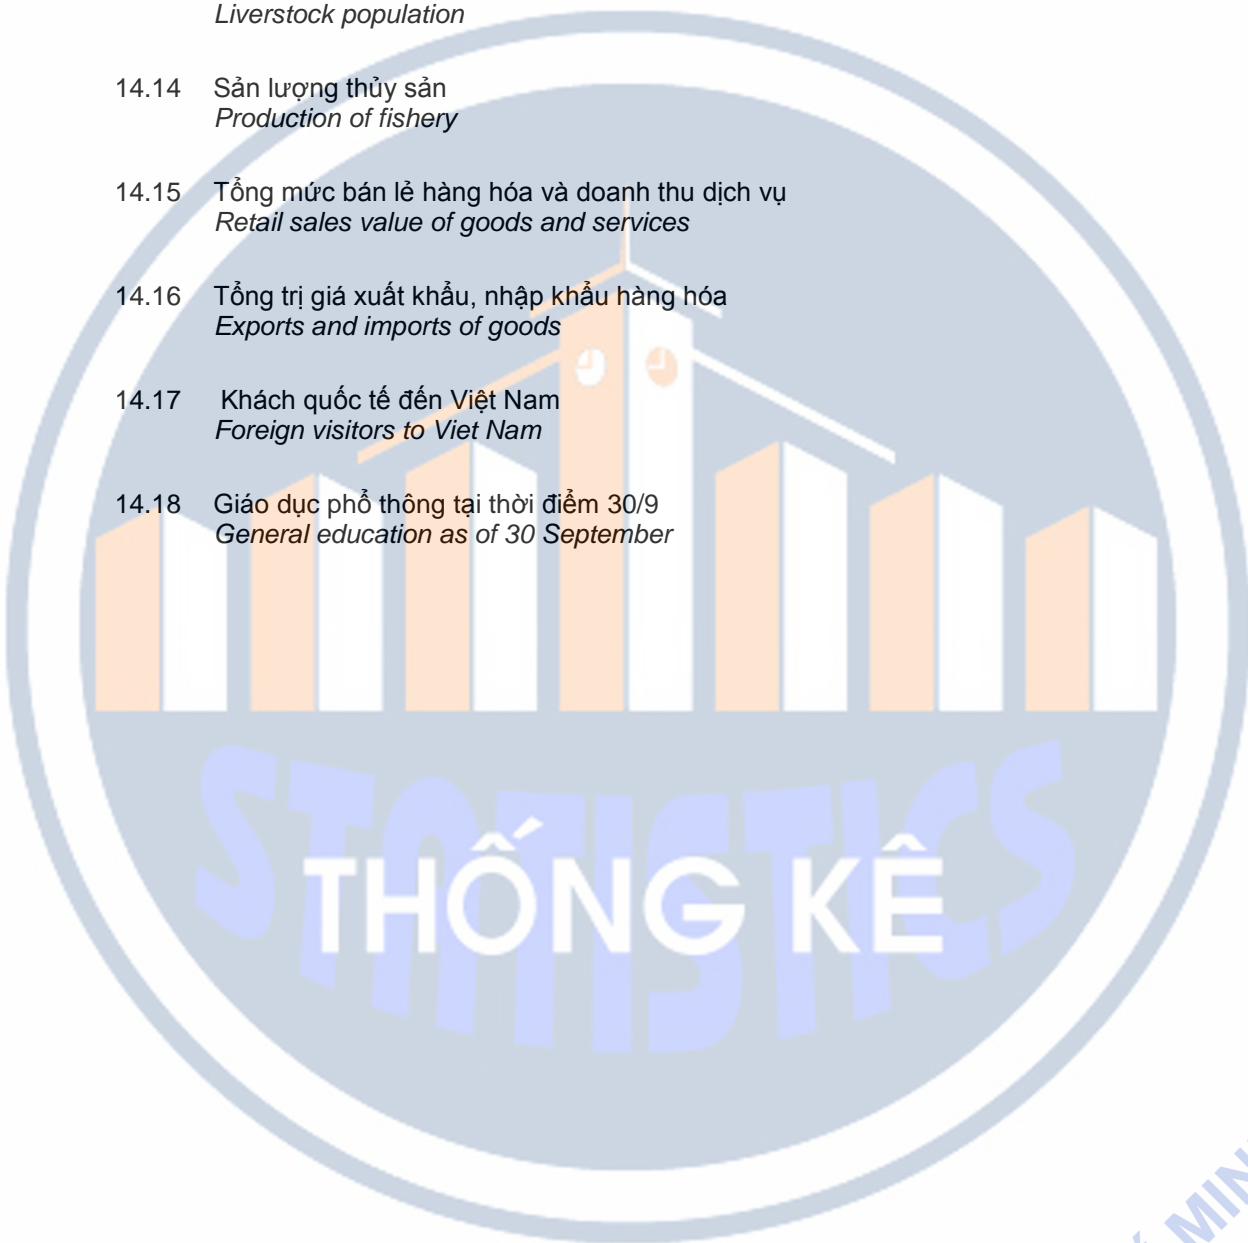 Liverstock population
14.14 Sản lượng thủy sản
Production of fishery
14.15 Tổng mức bán lẻ hàng hóa và doanh thu dịch vụ
Retail sales value of goods and services
14.16 Tổng trị giá xuất khẩu, nhập khẩu hàng hóa
Exports and imports of goods
14.17 Khách quốc tế đến Việt Nam
Foreign visitors to Viet Nam
14.18 Giáo dục phổ thông tại thời điểm 30/9
General education as of 30 September
STATISTICS
THỐNG KÊ